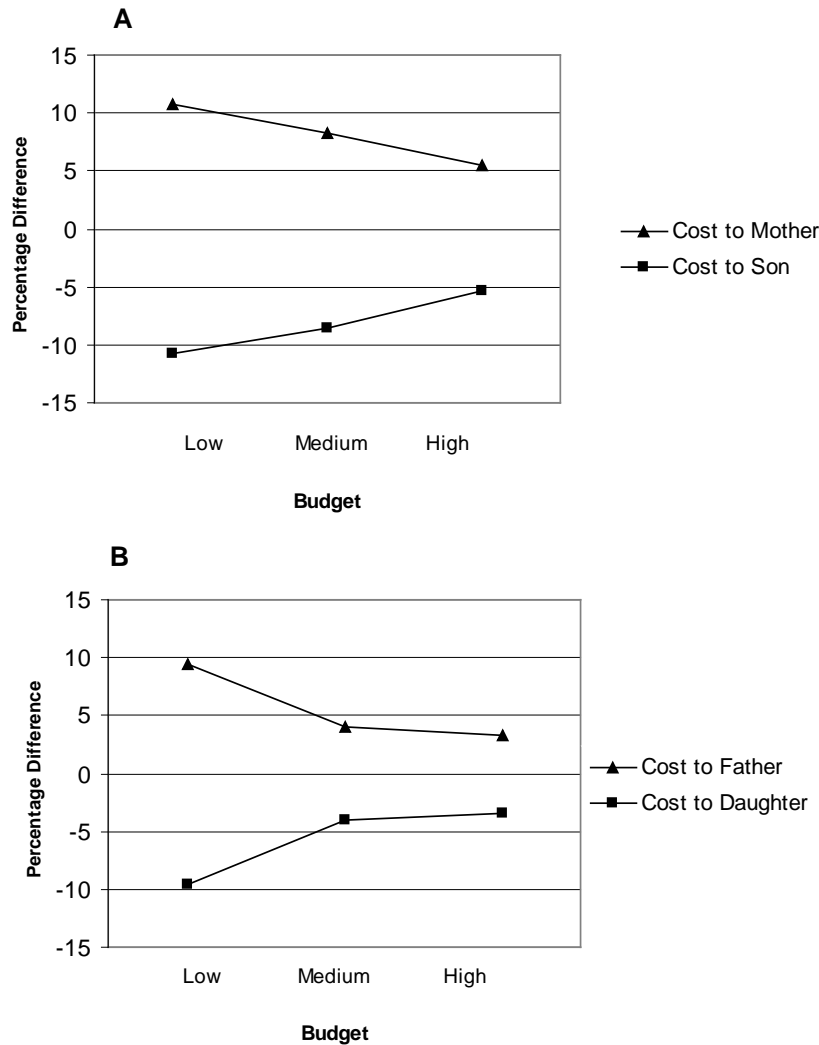 A
15
10
5
0
-5
-10
-15
Percentage Difference
Low Medium High
Budget
Cost to Mother
Cost to Son
B
15
10
5
0
-5
-10
-15
Percentage Difference
Low Medium High
Budget
Cost to Father
Cost to Daughter